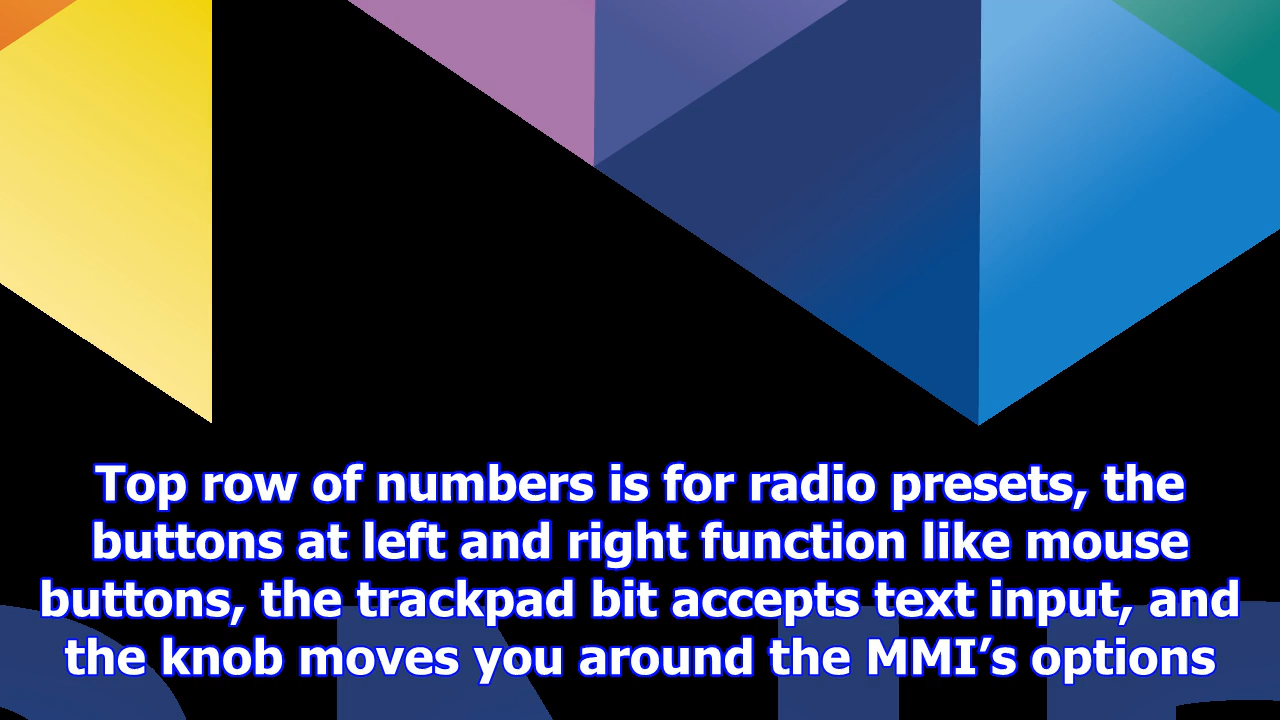 Top row of numbers is for radio presets, the
buttons at left and right function like mouse
buttons, the trackpad bit accepts text input, and
the knob moves you around the MMI’s options